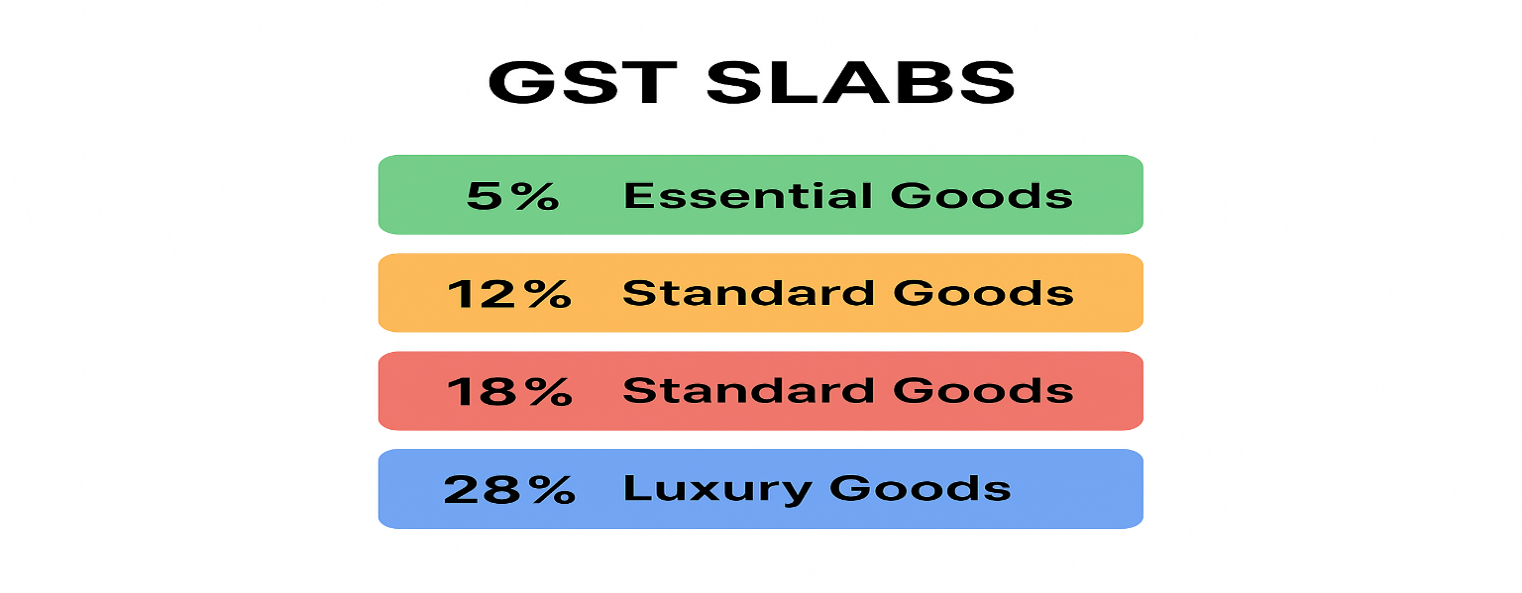 GST SLABS
5% Essential Goods
12% Standard Goods
18% Standard Goods
28% Luxury Goods